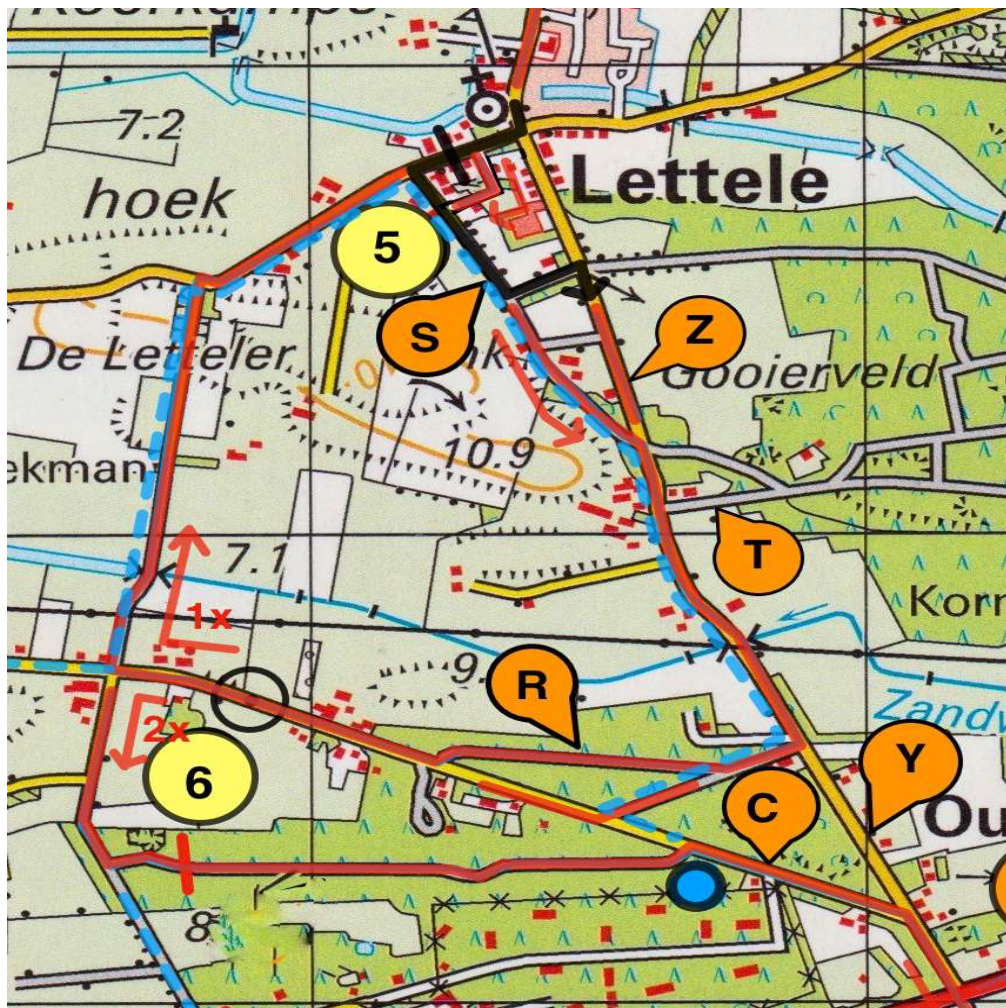 7.2
Lettele
hoek
5
S
Z
De Letteler
Gooierveld
ekman
10.9
T
7.1
1x
Korn
9.
R
2x
Zandl
6
Y
C
Ou
8